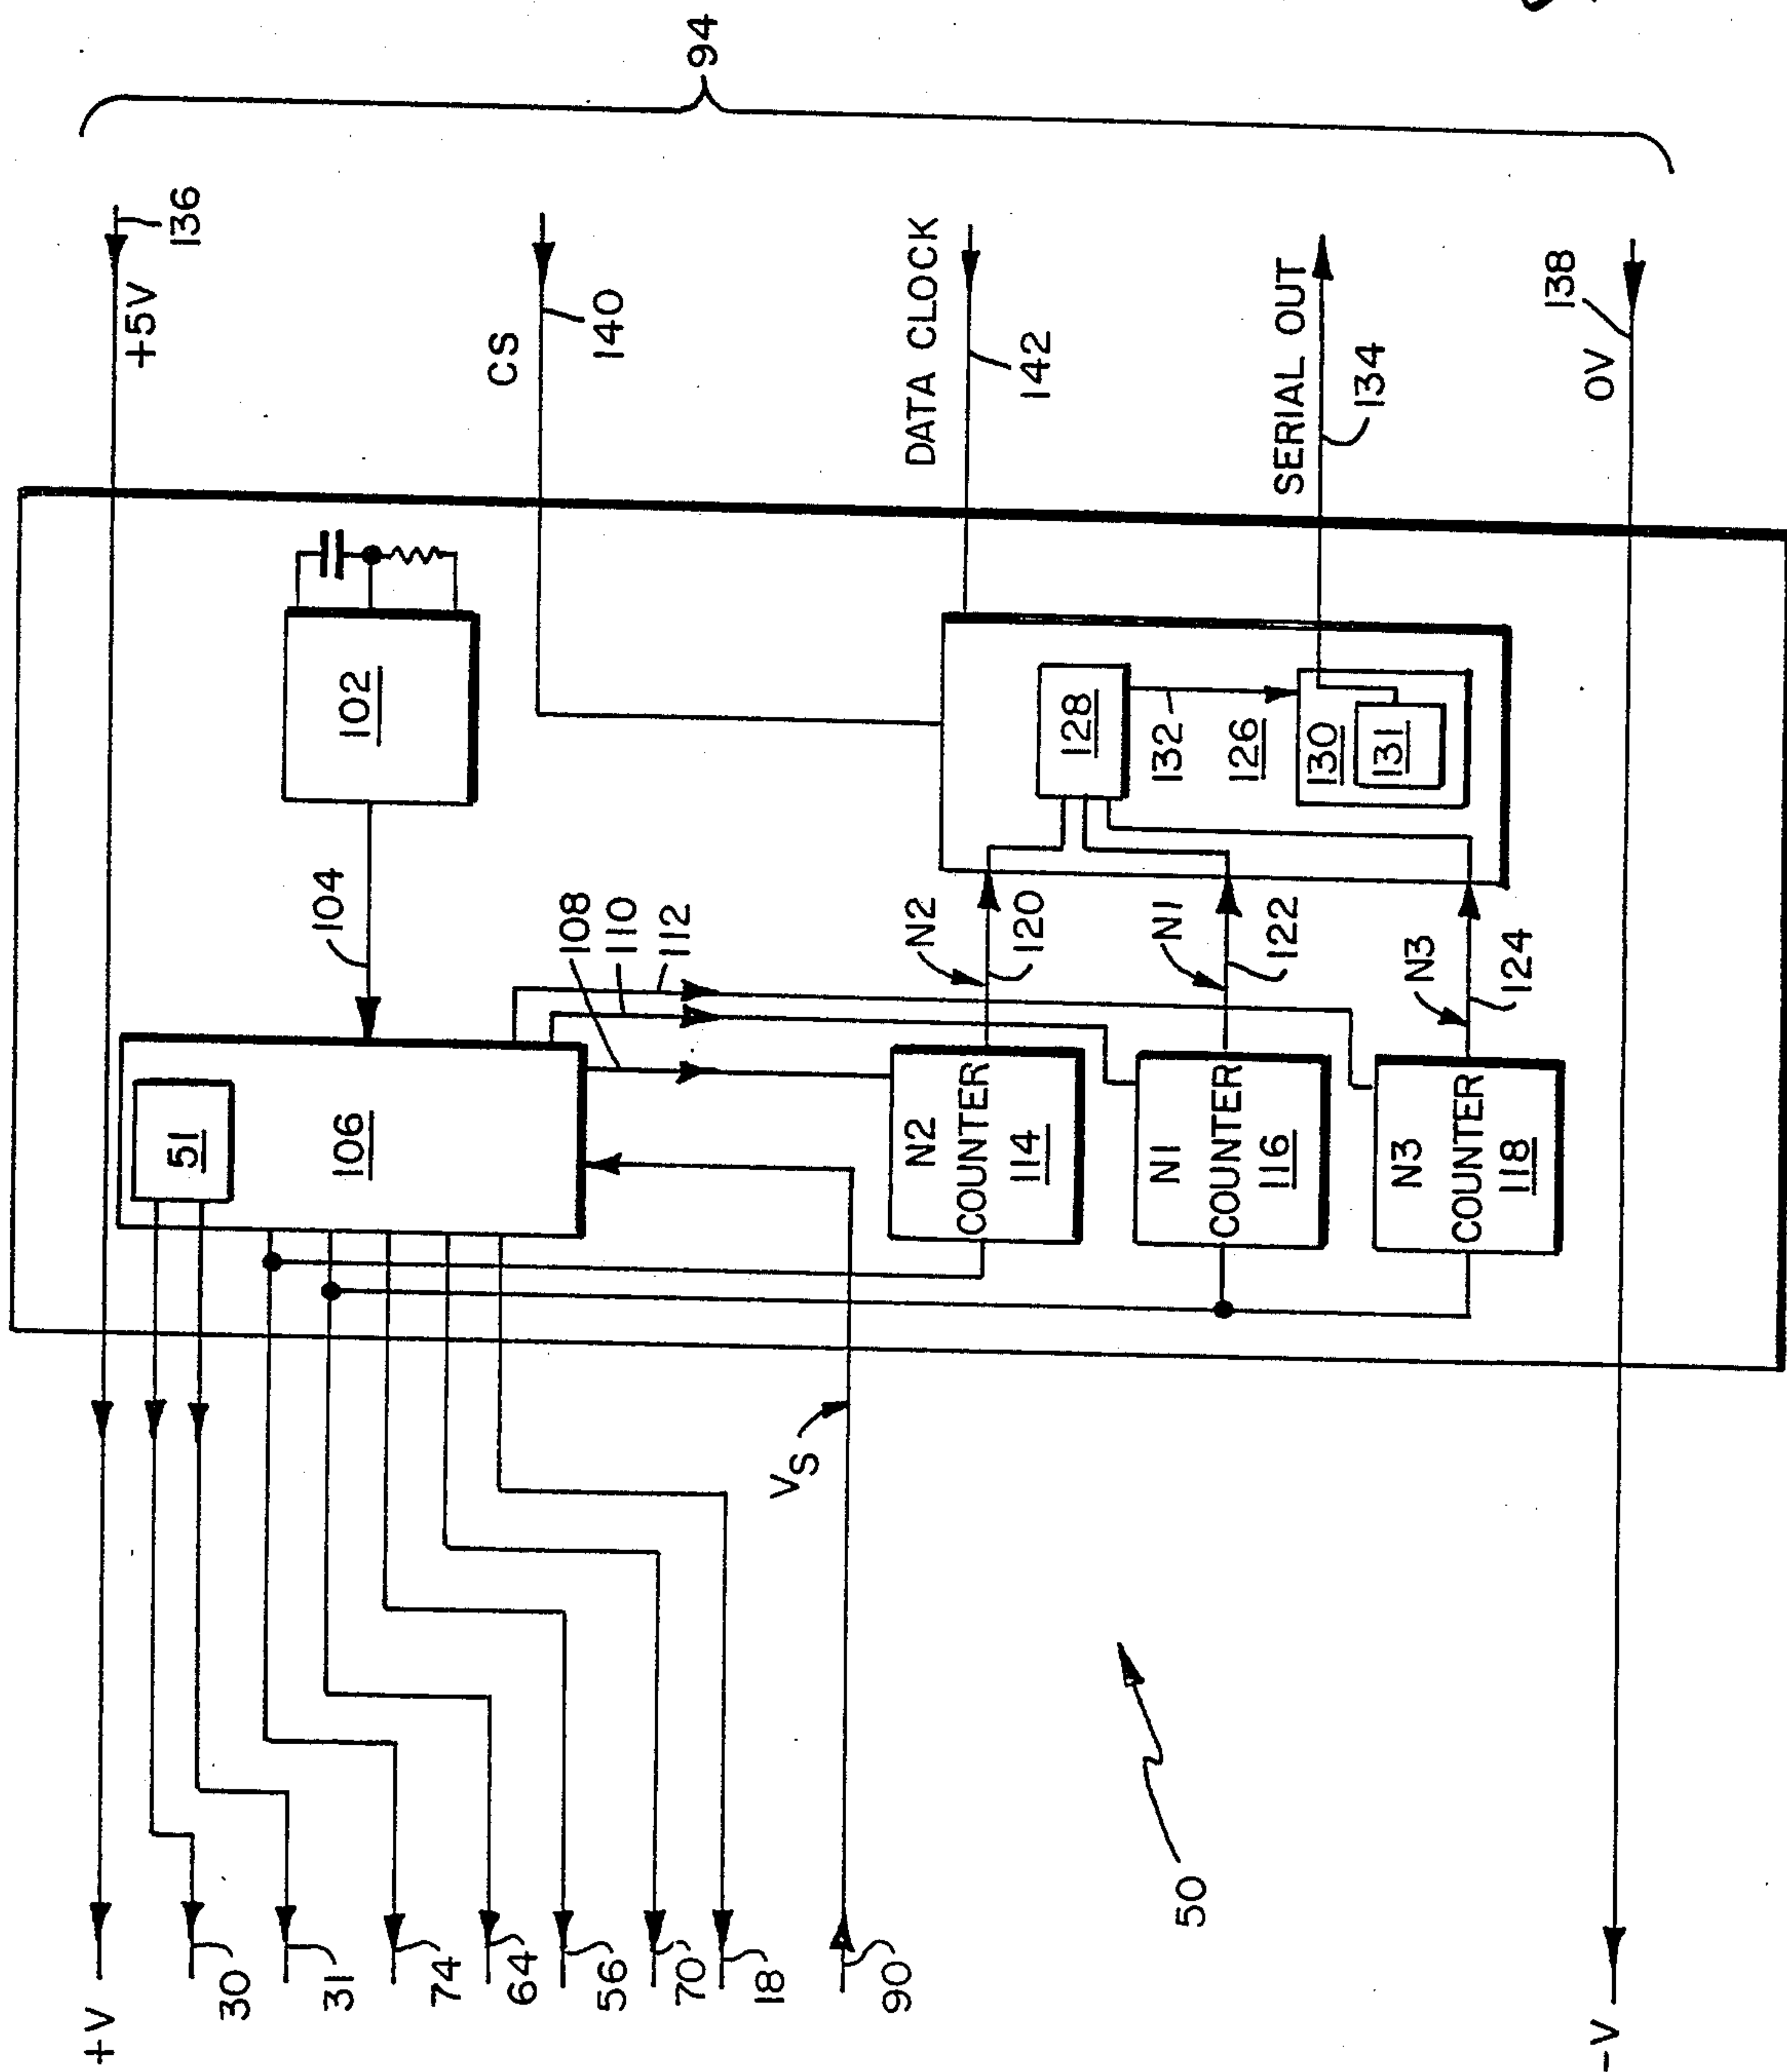 +V
+5V
136
30
51
31
106
104
102
74
64
CS
56
108
140
110
70
112
18
VS
90
N2
COUNTER
114
N2
120
128
DATA CLOCK
142
94
50
N1
COUNTER
116
N1
122
132
126
SERIAL OUT
134
130
131
N3
COUNTER
118
N3
124
138
0V
-V